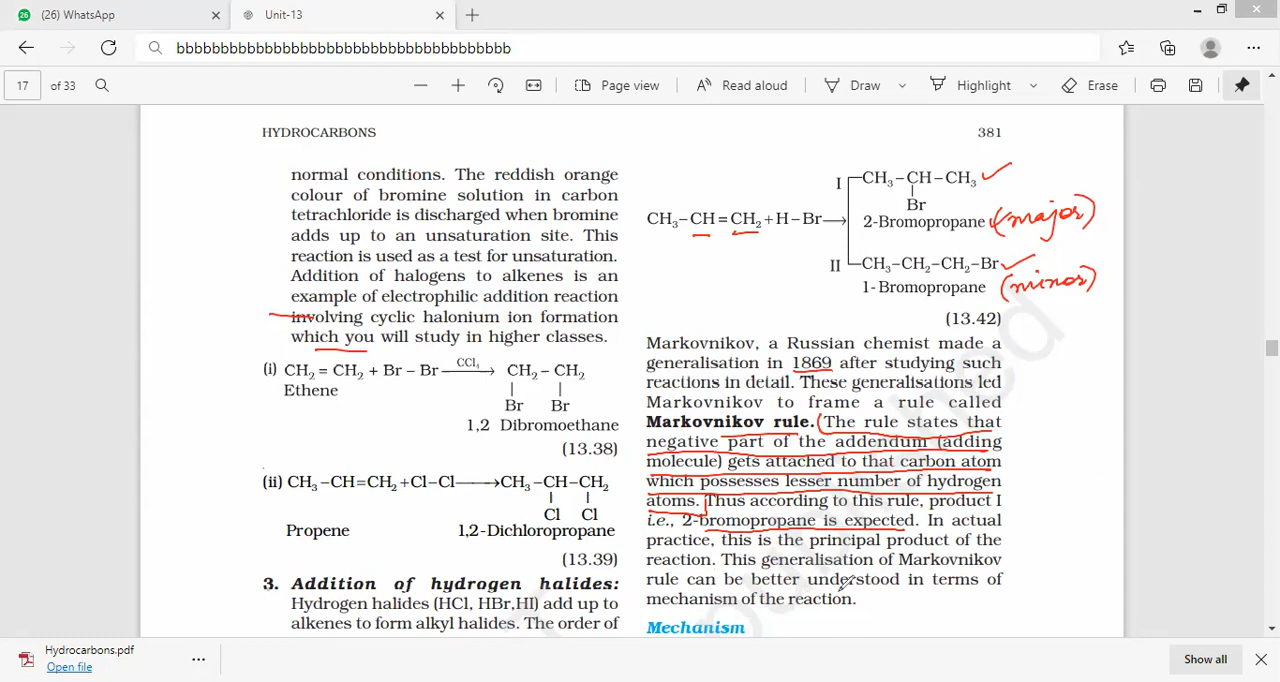 26 (26) WhatsApp
Unit-13
bbbbbbbbbbbbbbbbbbbbbbbbbbbbbbbbbbbbbb
17 of 33
Page view
Read aloud
Draw
Highlight
Erase
HYDROCARBONS
381
normal conditions. The reddish orange
colour of bromine solution in carbon
tetrachloride is discharged when bromine
adds up to an unsaturation site. This
reaction is used as a test for unsaturation.
Addition of halogens to alkenes is an
example of electrophilic addition reaction
involving cyclic halonium ion formation
which you will study in higher classes.
(i) CH₂ = CH₂ + Br – Br —CCl₄→ CH₂ – CH₂
Ethene
| |
Br Br
1,2 Dibromoethane
(13.38)
(ii) CH₃–CH=CH₂+Cl–Cl⟶CH₃–CH–CH₂
| |
Cl Cl
Propene 1,2-Dichloropropane
(13.39)
3. Addition of hydrogen halides:
Hydrogen halides (HCl, HBr,HI) add up to
alkenes to form alkyl halides. The order of
I CH₃–CH–CH₃
|
Br
CH₃–CH=CH₂+H–Br⟶
2-Bromopropane (major)
II CH₃–CH₂–CH₂–Br
1-Bromopropane (minor)
(13.42)
Markovnikov, a Russian chemist made a
generalisation in 1869 after studying such
reactions in detail. These generalisations led
Markovnikov to frame a rule called
Markovnikov rule. (The rule states that
negative part of the addendum (adding
molecule) gets attached to that carbon atom
which possesses lesser number of hydrogen
atoms. Thus according to this rule, product I
i.e., 2-bromopropane is expected. In actual
practice, this is the principal product of the
reaction. This generalisation of Markovnikov
rule can be better understood in terms of
mechanism of the reaction.
Mechanism
Hydrocarbons.pdf
Open file
Show all